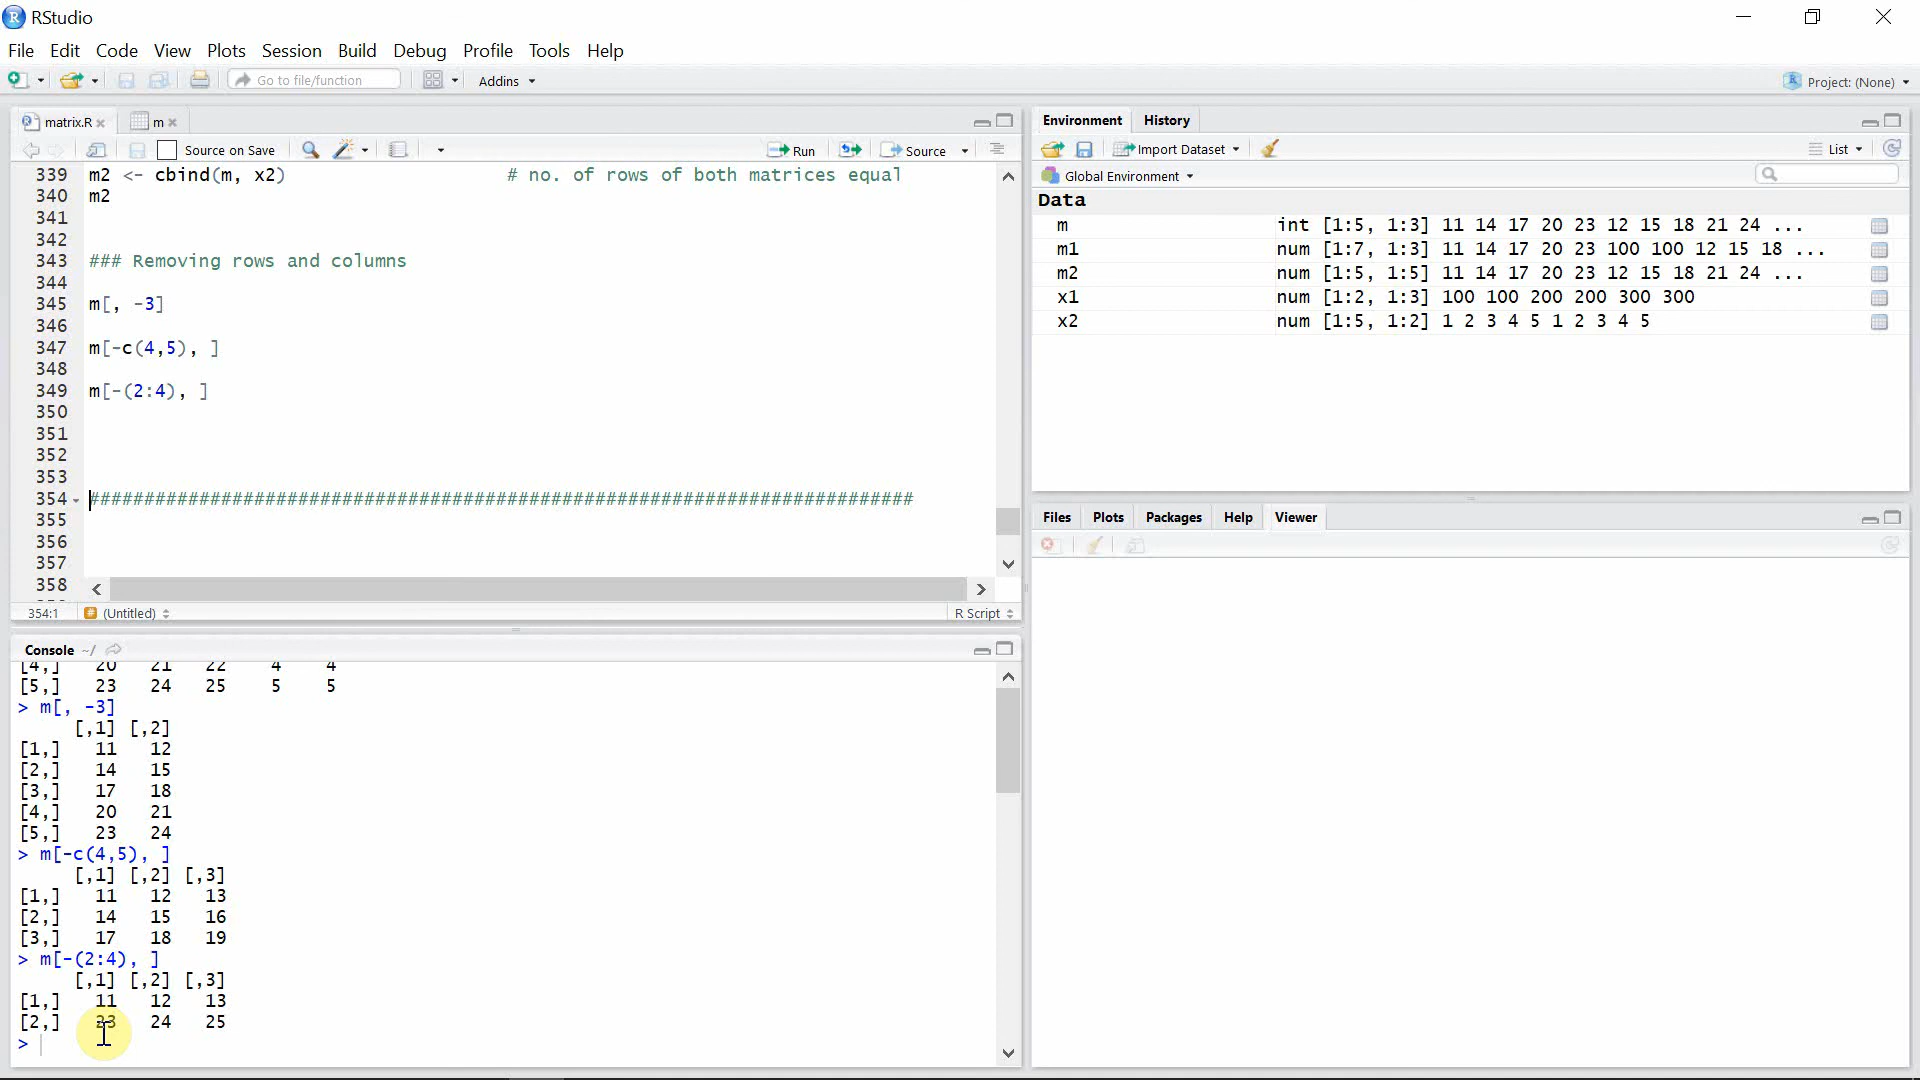 RStudio
File Edit Code View Plots Session Build Debug Profile Tools Help
Go to file/function Addins Project: (None)
matrix.R m
Source on Save Run Source
339 m2 <- cbind(m, x2) # no. of rows of both matrices equal
340 m2
341
342
343 ### Removing rows and columns
344
345 m[, -3]
346
347 m[-c(4,5), ]
348
349 m[-(2:4), ]
350
351
352
353
354 ###########################################################################
355
356
357
358
354:1 (Untitled) R Script
Console ~/
[4,] 20 21 22 4 4
[5,] 23 24 25 5 5
> m[, -3]
[,1] [,2]
[1,] 11 12
[2,] 14 15
[3,] 17 18
[4,] 20 21
[5,] 23 24
> m[-c(4,5), ]
[,1] [,2] [,3]
[1,] 11 12 13
[2,] 14 15 16
[3,] 17 18 19
> m[-(2:4), ]
[,1] [,2] [,3]
[1,] 11 12 13
[2,] 23 24 25
>
Environment History
Import Dataset List
Global Environment
Data
m int [1:5, 1:3] 11 14 17 20 23 12 15 18 21 24 ...
m1 num [1:7, 1:3] 11 14 17 20 23 100 100 12 15 18 ...
m2 num [1:5, 1:5] 11 14 17 20 23 12 15 18 21 24 ...
x1 num [1:2, 1:3] 100 100 200 200 300 300
x2 num [1:5, 1:2] 1 2 3 4 5 1 2 3 4 5
Files Plots Packages Help Viewer